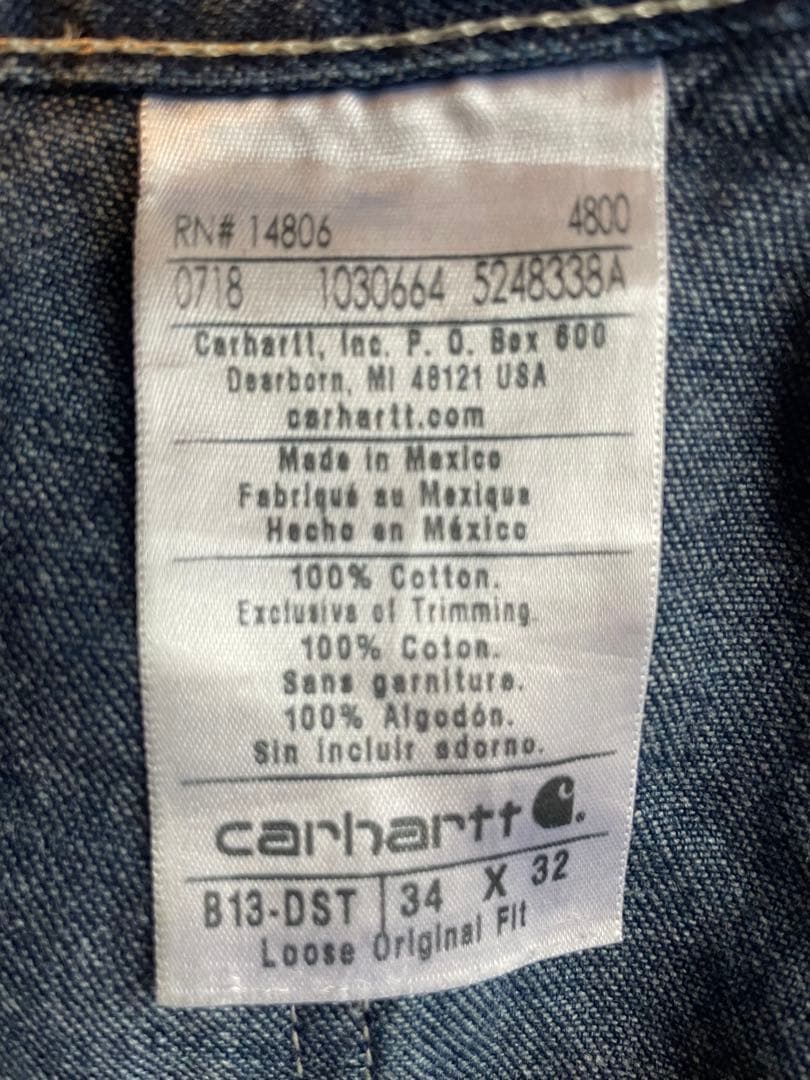 RN# 14806 4800
0718 1030664 5248338A
Carhartt, Inc. P. O. Box 600
Dearborn, MI 48121 USA
carhartt.com
Made in Mexico
Fabriqué au Mexique
Hecho en México
100% Cotton.
Exclusive of Trimming.
100% Coton.
Sans garniture.
100% Algodón.
Sin incluir adorno.
carhartt
B13-DST 34 X 32
Loose Original Fit